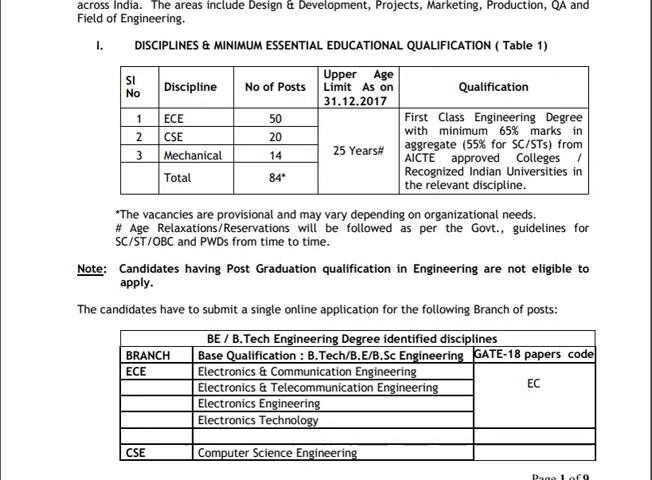 across India. The areas include Design & Development, Projects, Marketing, Production, QA and
Field of Engineering.
I. DISCIPLINES & MINIMUM ESSENTIAL EDUCATIONAL QUALIFICATION ( Table 1)
Sl No Discipline No of Posts Upper Age Limit As on 31.12.2017 Qualification
1 ECE 50
2 CSE 20
3 Mechanical 14
Total 84*
25 Years#
First Class Engineering Degree
with minimum 65% marks in
aggregate (55% for SC/STs) from
AICTE approved Colleges /
Recognized Indian Universities in
the relevant discipline.
*The vacancies are provisional and may vary depending on organizational needs.
# Age Relaxations/Reservations will be followed as per the Govt., guidelines for
SC/ST/OBC and PWDs from time to time.
Note: Candidates having Post Graduation qualification in Engineering are not eligible to
apply.
The candidates have to submit a single online application for the following Branch of posts:
BE / B.Tech Engineering Degree identified disciplines
BRANCH Base Qualification : B.Tech/B.E/B.Sc Engineering GATE-18 papers code
ECE Electronics & Communication Engineering
Electronics & Telecommunication Engineering EC
Electronics Engineering
Electronics Technology
CSE Computer Science Engineering
Page 1 of 9